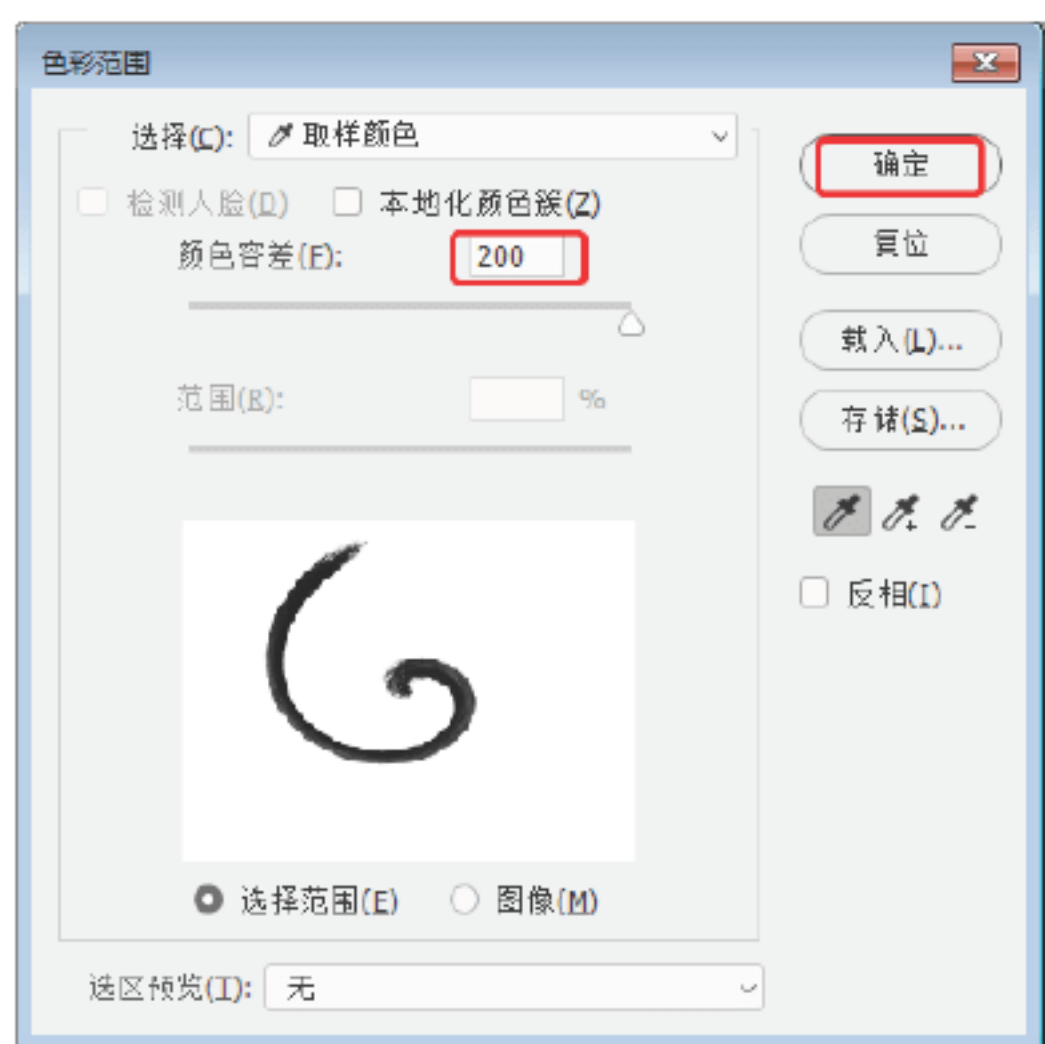 色彩范围
选择(C): 取样颜色
确定
检测人脸(D) 本地化颜色簇(Z)
颜色容差(F): 200
复位
载入(L)...
范围(R): %
存储(S)...
反相(I)
选择范围(E) 图像(M)
选区预览(T): 无